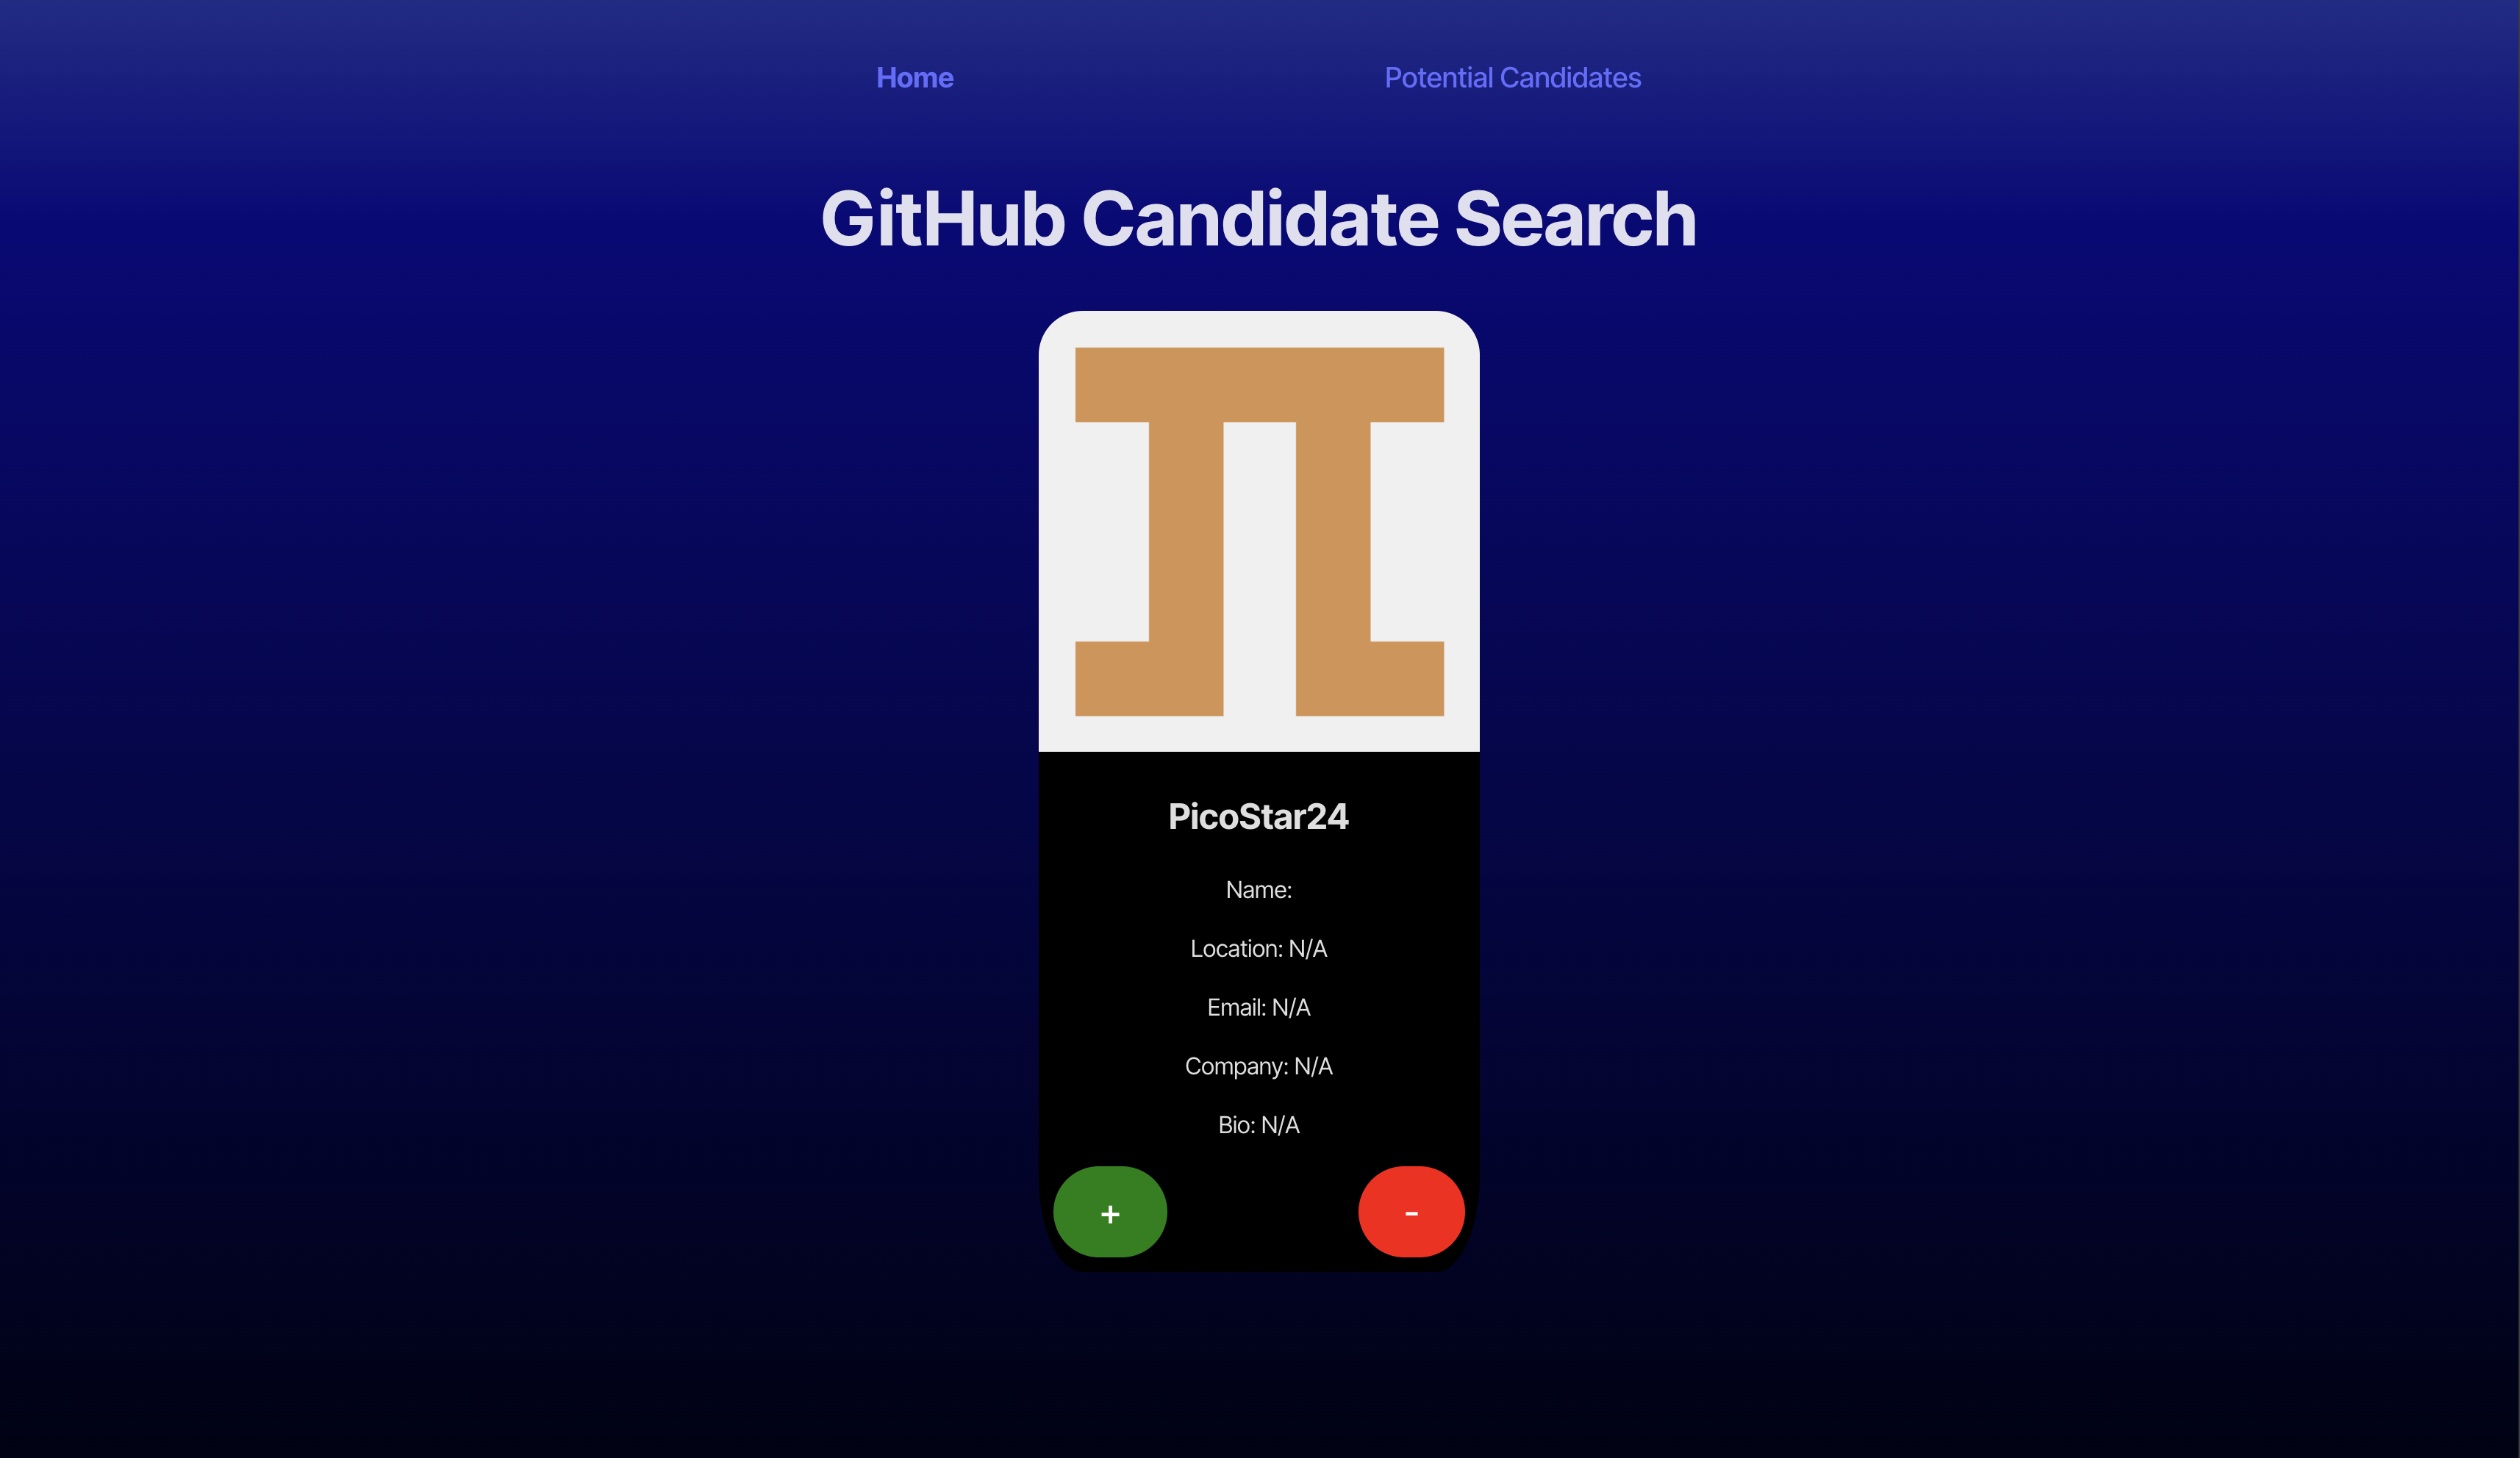 Home Potential Candidates
GitHub Candidate Search
PicoStar24
Name:
Location: N/A
Email: N/A
Company: N/A
Bio: N/A
+ -